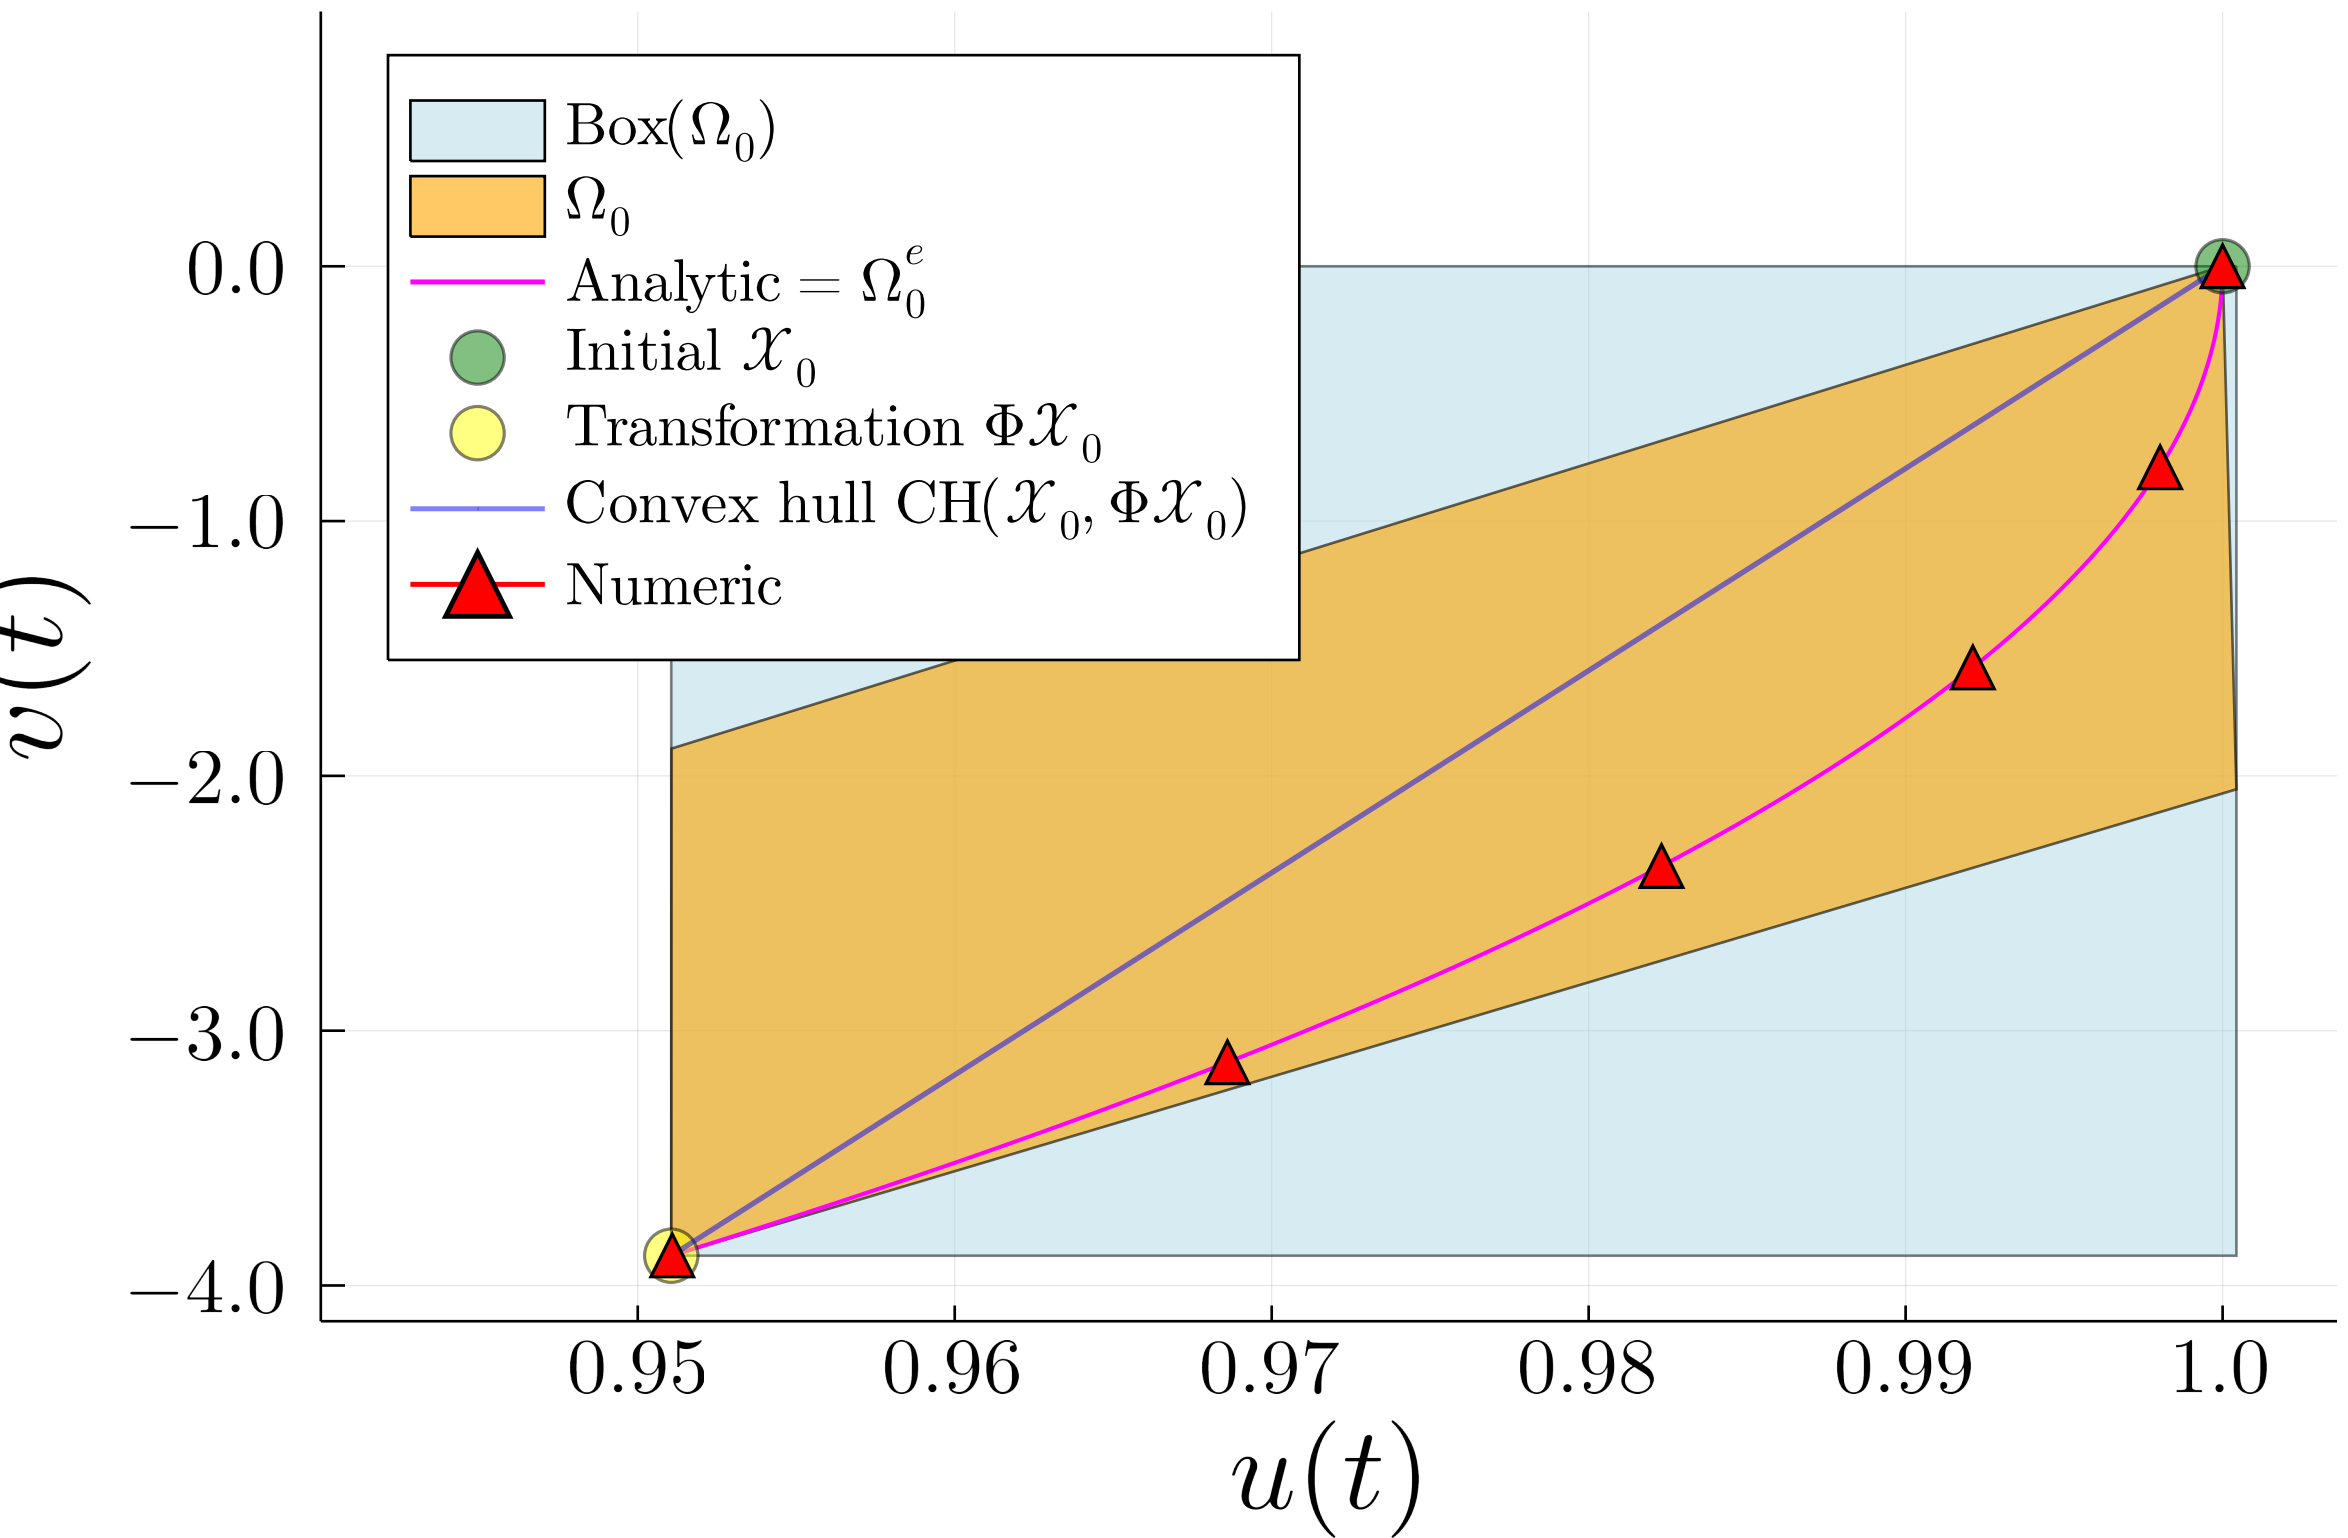 Box(Ω₀)
Ω₀
Analytic = Ω₀ᵉ
Initial 𝒳₀
Transformation Φ𝒳₀
Convex hull CH(𝒳₀, Φ𝒳₀)
Numeric
0.0
−1.0
−2.0
−3.0
−4.0
v(t)
0.95 0.96 0.97 0.98 0.99 1.0
u(t)